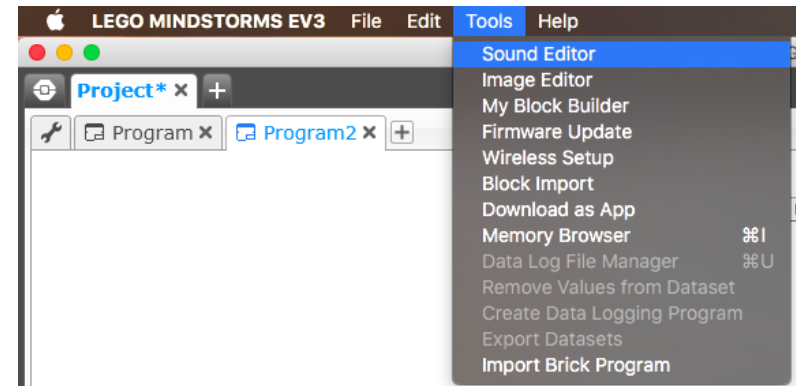 LEGO MINDSTORMS EV3 File Edit Tools Help
Project*
Program Program2
Sound Editor
Image Editor
My Block Builder
Firmware Update
Wireless Setup
Block Import
Download as App
Memory Browser ⌘I
Data Log File Manager ⌘U
Remove Values from Dataset
Create Data Logging Program
Export Datasets
Import Brick Program